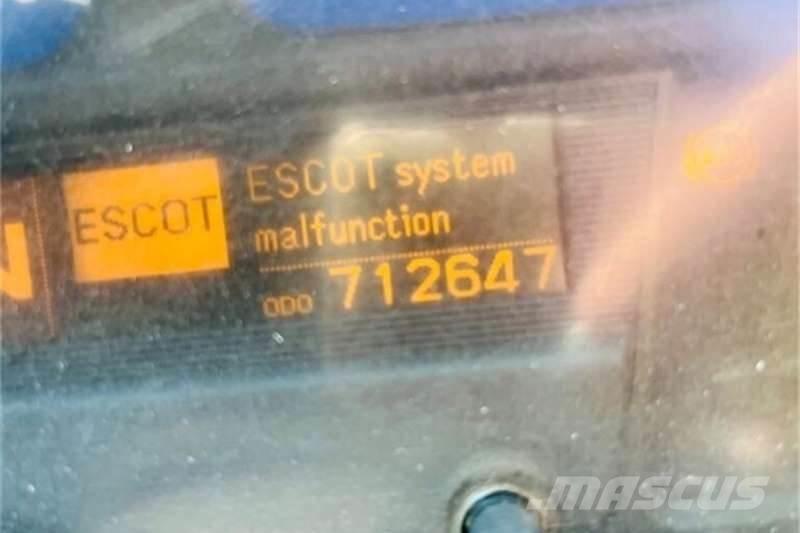 N
ESCOT
ESCOT system
malfunction
ODO 712647
MASCUS